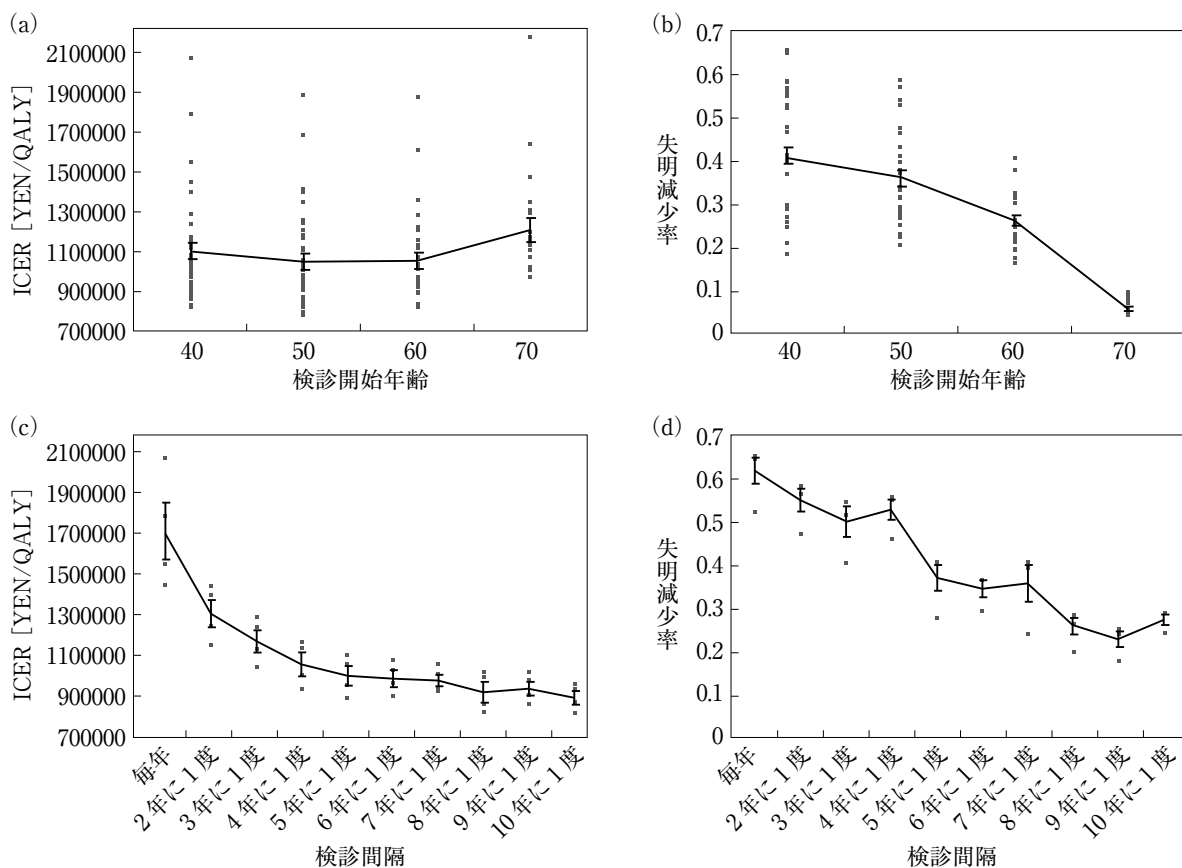 (a)
ICER [YEN/QALY]
2100000
1900000
1700000
1500000
1300000
1100000
900000
700000
40 50 60 70
検診開始年齢
(b)
失明減少率
0.7
0.6
0.5
0.4
0.3
0.2
0.1
0
40 50 60 70
検診開始年齢
(c)
ICER [YEN/QALY]
2100000
1900000
1700000
1500000
1300000
1100000
900000
700000
毎年
2年に1度
3年に1度
4年に1度
5年に1度
6年に1度
7年に1度
8年に1度
9年に1度
10年に1度
検診間隔
(d)
失明減少率
0.7
0.6
0.5
0.4
0.3
0.2
0.1
0
毎年
2年に1度
3年に1度
4年に1度
5年に1度
6年に1度
7年に1度
8年に1度
9年に1度
10年に1度
検診間隔